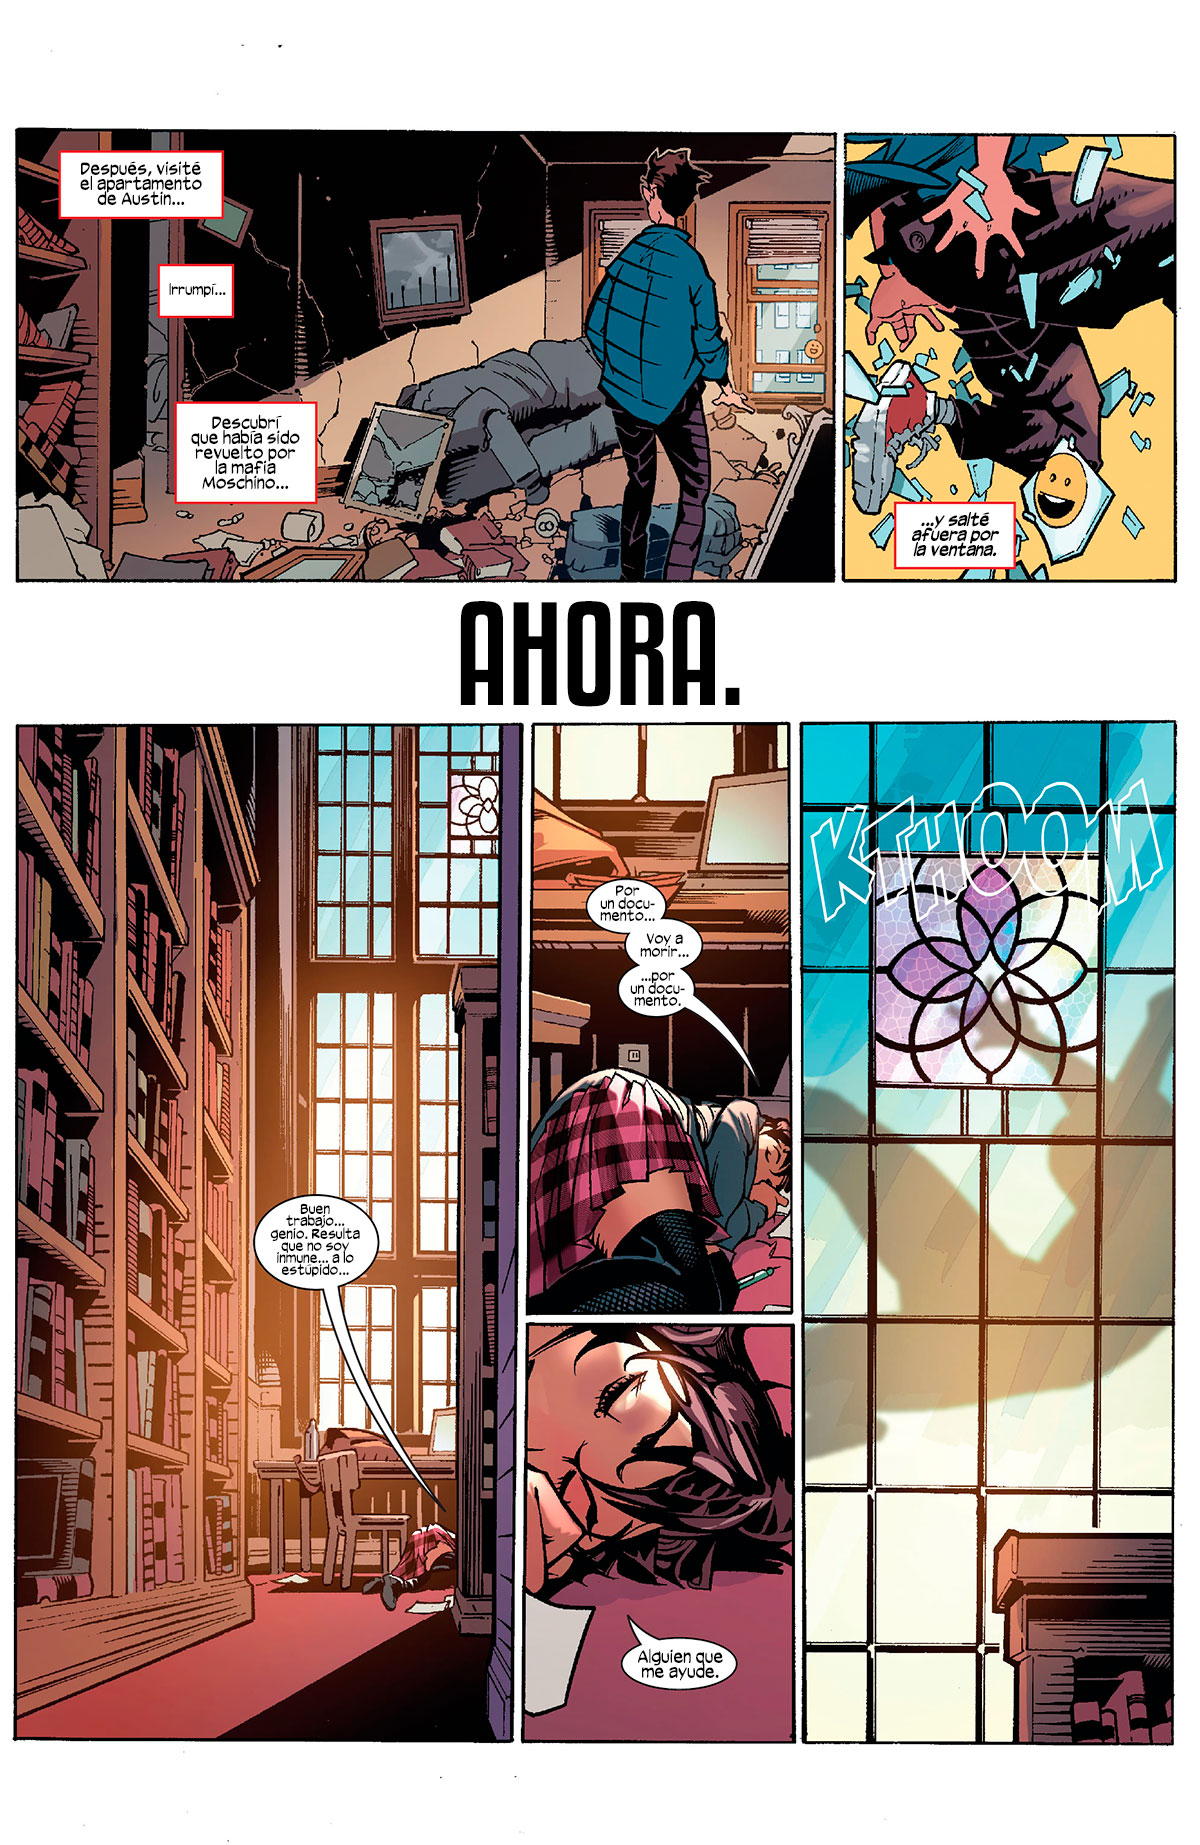 Después, visité
el apartamento
de Austin...
Irrumpí...
Descubrí
que había sido
revuelto por
la mafia
Moschino...
...y salté
afuera por
la ventana.
AHORA.
Buen
trabajo...
genio. Resulta
que no soy
inmune... a lo
estúpido...
Por
un docu-
mento...
Voy a
morir...
...por
un docu-
mento.
Alguien que
me ayude.
K-THOOM